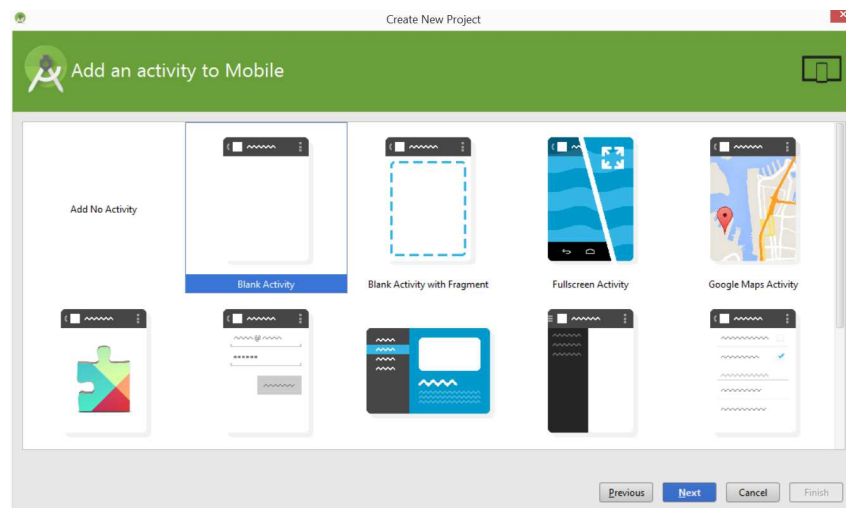 Create New Project
Add an activity to Mobile
Add No Activity
Blank Activity
Blank Activity with Fragment
Fullscreen Activity
Google Maps Activity
Previous
Next
Cancel
Finish